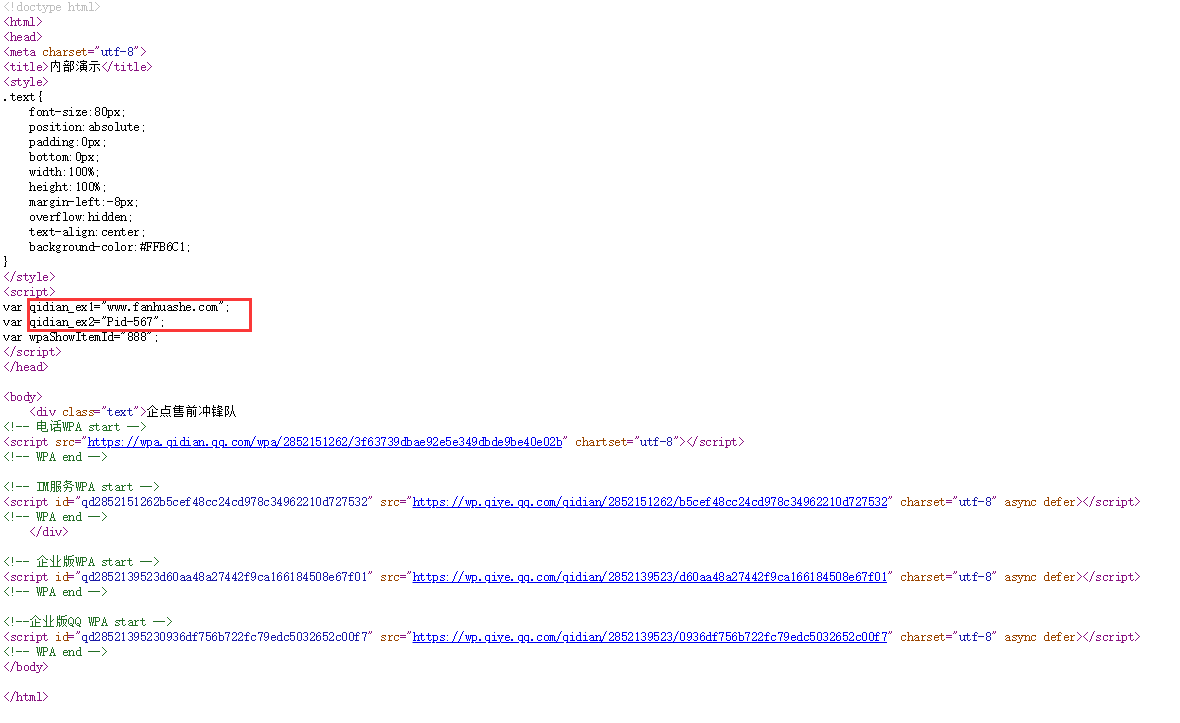 <!doctype html>
<html>
<head>
<meta charset="utf-8">
<title>内部演示</title>
<style>
.text{
    font-size:80px;
    position:absolute;
    padding:0px;
    bottom:0px;
    width:100%;
    height:100%;
    margin-left:-8px;
    overflow:hidden;
    text-align:center;
    background-color:#FFB6C1;
}
</style>
<script>
var qidian_ex1="www.fanhuashe.com";
var qidian_ex2="Pid-567";
var wpaShowItemId="888";
</script>
</head>
<body>
    <div class="text">企点售前冲锋队
<!-- 电话WPA start -->
<script src="https://wpa.qidian.qq.com/wpa/2852151262/3f63739dbae92e5e349dbde9be40e02b" chartset="utf-8"></script>
<!-- WPA end -->
<!-- IM服务WPA start -->
<script id="qd2852151262b5cef48cc24cd978c34962210d727532" src="https://wp.qiye.qq.com/qidian/2852151262/b5cef48cc24cd978c34962210d727532" charset="utf-8" async defer></script>
<!-- WPA end -->
    </div>
<!-- 企业版WPA start -->
<script id="qd2852139523d60aa48a27442f9ca166184508e67f01" src="https://wp.qiye.qq.com/qidian/2852139523/d60aa48a27442f9ca166184508e67f01" charset="utf-8" async defer></script>
<!-- WPA end -->
<!--企业版QQ WPA start -->
<script id="qd28521395230936df756b722fc79edc5032652c00f7" src="https://wp.qiye.qq.com/qidian/2852139523/0936df756b722fc79edc5032652c00f7" charset="utf-8" async defer></script>
<!-- WPA end -->
</body>
</html>